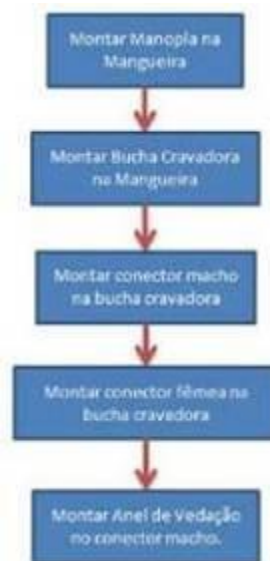 Montar Manopla na
Mangueira
Montar Bucha Cravadora
na Mangueira
Montar conector macho
na bucha cravadora
Montar conector fêmea na
bucha cravadora
Montar Anel de Vedação
no conector macho.